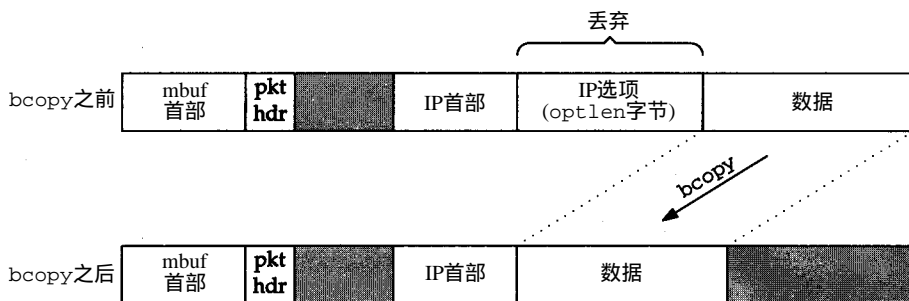 丢弃
bcopy之前
mbuf
首部
pkt
hdr
IP首部
IP选项
(optlen字节)
数据
bcopy
bcopy之后
mbuf
首部
pkt
hdr
IP首部
数据